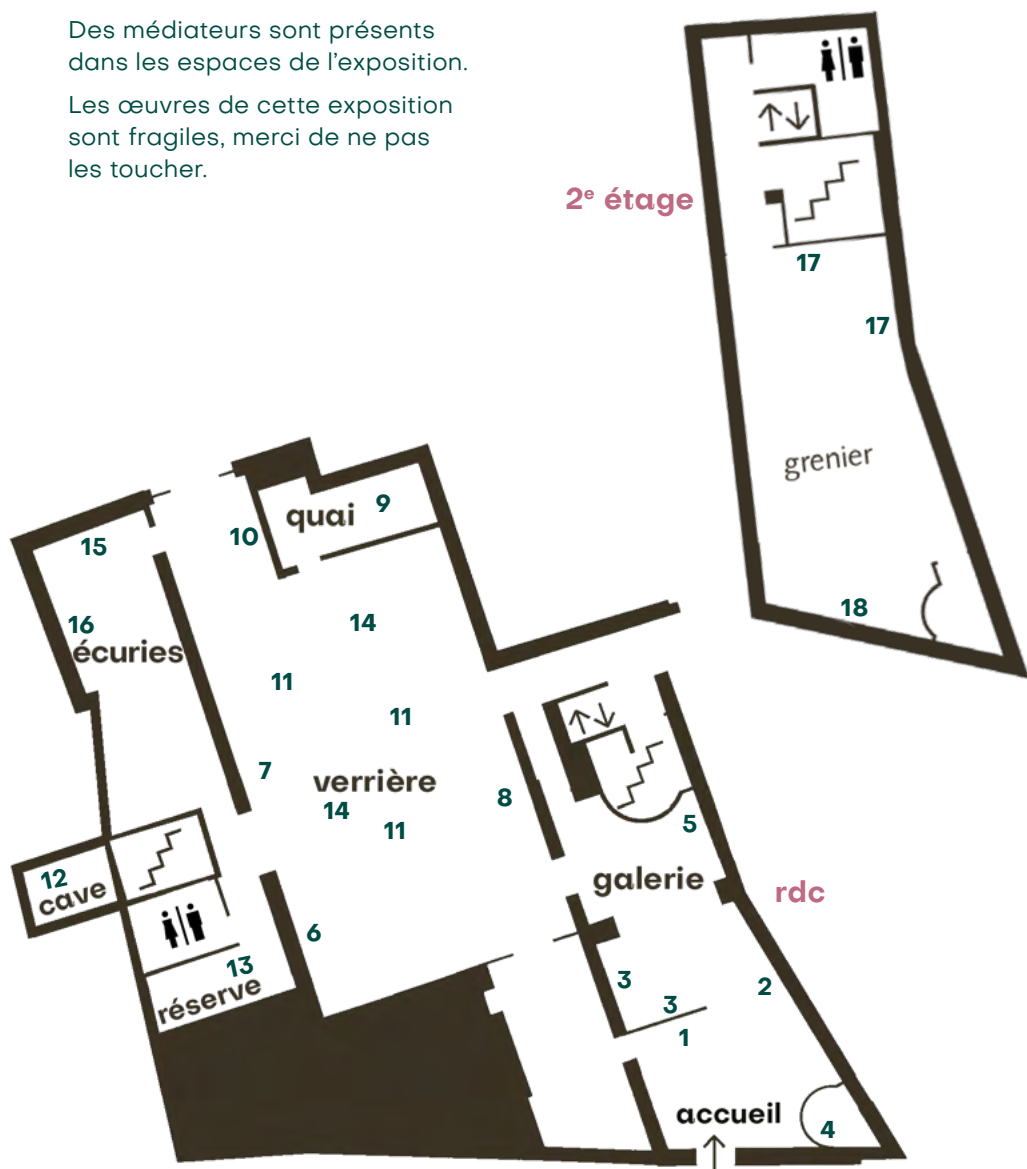 Des médiateurs sont présents
dans les espaces de l'exposition.
Les œuvres de cette exposition
sont fragiles, merci de ne pas
les toucher.
2e étage
17
17
grenier
18
quai
9
10
15
14
16
écuries
11
11
7
verrière
8
14
11
5
12
cave
galerie
rdc
6
13
réserve
3
2
3
1
accueil
4